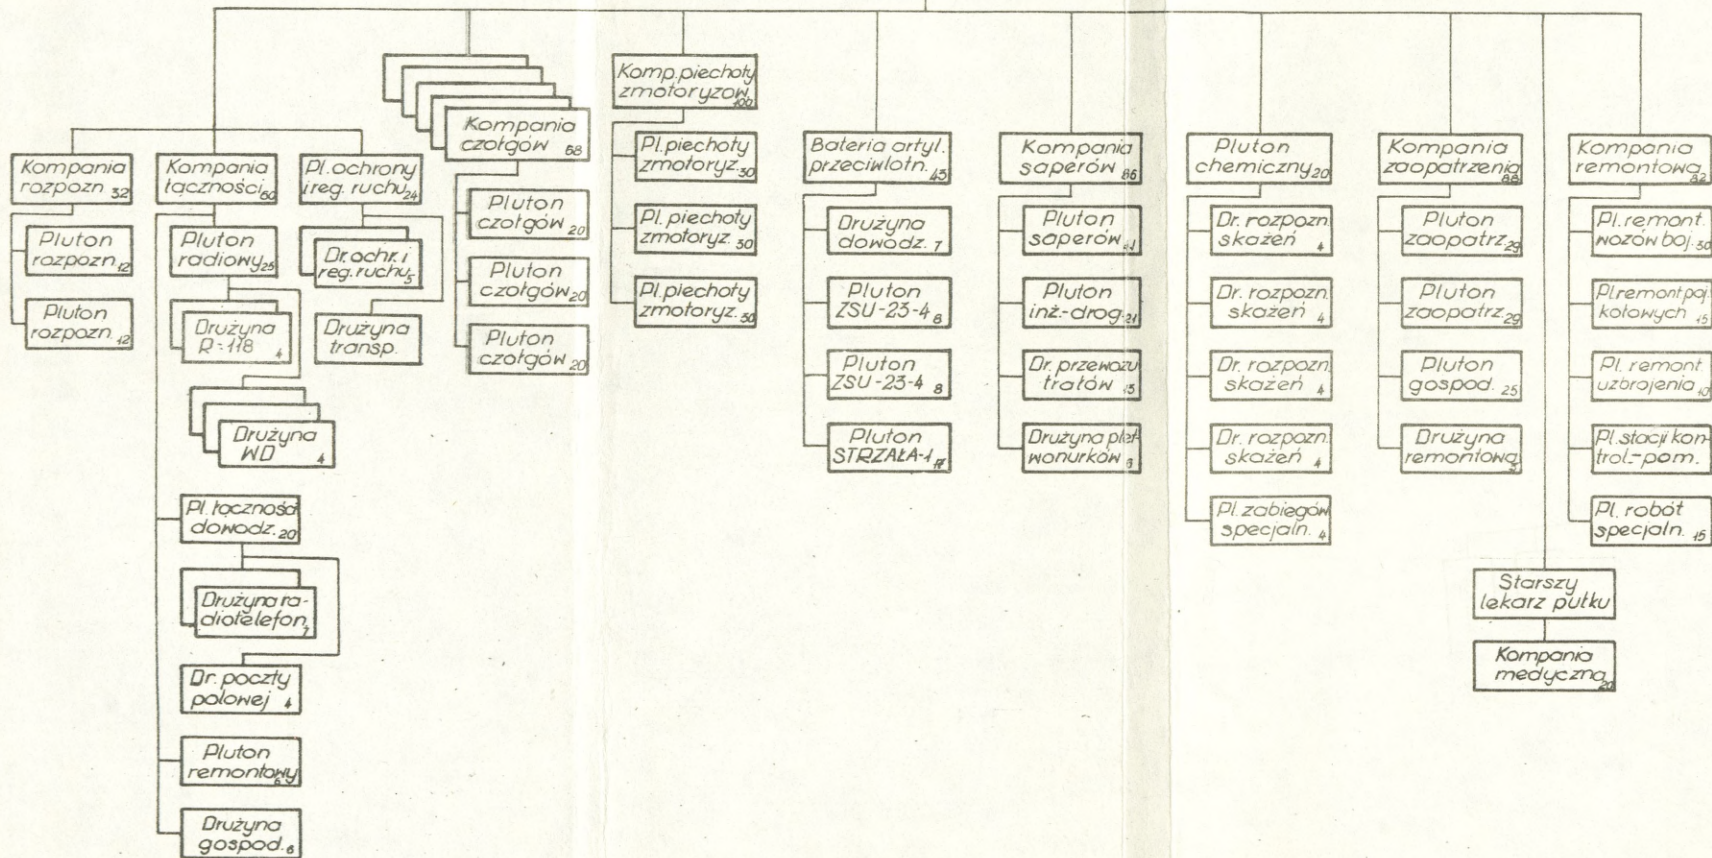 Kompania
rozpozn. 32
Pluton
rozpozn. 12
Pluton
rozpozn. 12
Kompania
łączności 60
Pluton
radiowy 25
Drużyna
R-118 4
Drużyna
WD 4
Pl. łączności
dowodz. 20
Drużyna ra-
diotelefon. 7
Dr. poczty
polowej 4
Pluton
remontowy 6
Drużyna
gospod. 6
Pl. ochrony
i reg. ruchu 24
Dr. ochr. i
reg. ruchu 5
Drużyna
transp.
Kompania
czołgów 68
Pluton
czołgów 20
Pluton
czołgów 20
Pluton
czołgów 20
Komp. piechoty
zmotoryzow. 100
Pl. piechoty
zmotoryz. 30
Pl. piechoty
zmotoryz. 30
Pl. piechoty
zmotoryz. 30
Bateria artyl.
przeciwlotn. 45
Drużyna
dowodz. 7
Pluton
ZSU-23-4 8
Pluton
ZSU-23-4 8
Pluton
STRZAŁA-1 17
Kompania
saperów 86
Pluton
saperów 21
Pluton
inż.-drog. 21
Dr. przewozu
trałów 13
Drużyna płet-
wonurków 6
Pluton
chemiczny 20
Dr. rozpozn.
skażeń 4
Dr. rozpozn.
skażeń 4
Dr. rozpozn.
skażeń 4
Dr. rozpozn.
skażeń 4
Pl. zabiegów
specjaln. 4
Kompania
zaopatrzenia 88
Pluton
zaopatrz. 29
Pluton
zaopatrz. 29
Pluton
gospod. 25
Drużyna
remontowa
Starszy
lekarz pułku
Kompania
medyczna 20
Kompania
remontowa 82
Pl. remont.
wozów boj. 30
Pl. remont poj.
kołowych 15
Pl. remont.
uzbrojenia 10
Pl. stacji kon-
trol.-pom.
Pl. robót
specjaln. 15